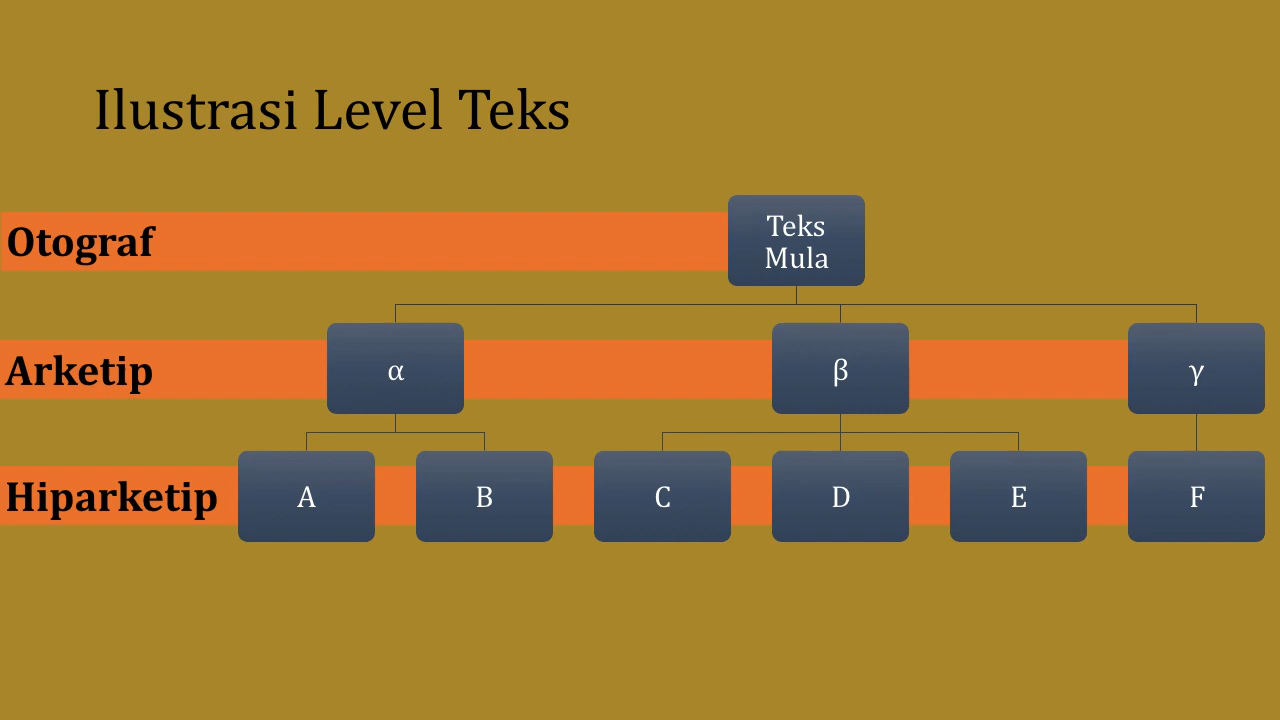 Ilustrasi Level Teks
Otograf
Teks
Mula
Arketip
α
β
γ
Hiparketip
A
B
C
D
E
F